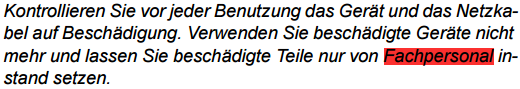 Kontrollieren Sie vor jeder Benutzung das Gerät und das Netzka-
bel auf Beschädigung. Verwenden Sie beschädigte Geräte nicht
mehr und lassen Sie beschädigte Teile nur von Fachpersonal in-
stand setzen.